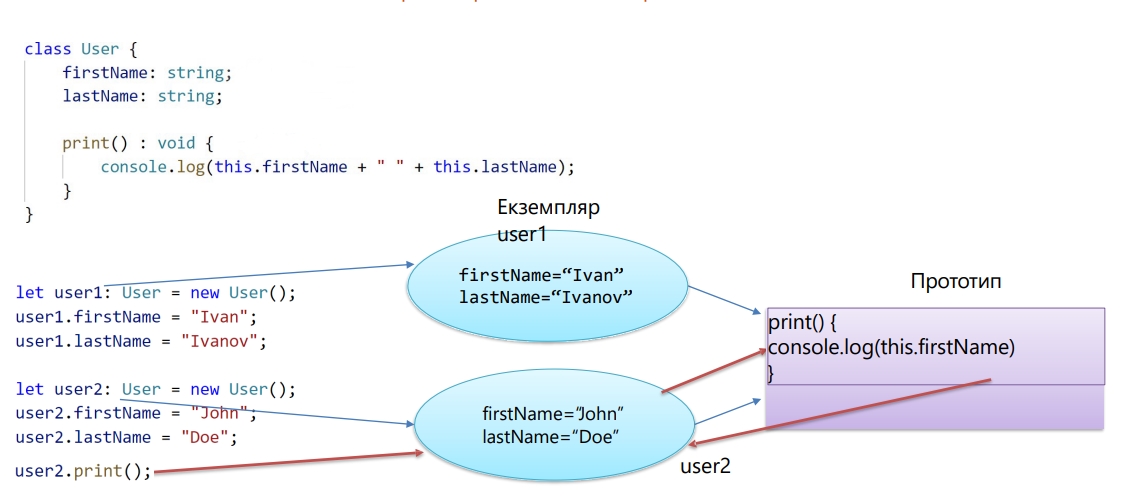 class User {
firstName: string;
lastName: string;
print() : void {
console.log(this.firstName + " " + this.lastName);
}
}
Екземпляр
user1
firstName=“Ivan”
lastName=“Ivanov”
let user1: User = new User();
user1.firstName = "Ivan";
user1.lastName = "Ivanov";
Прототип
print() {
console.log(this.firstName)
}
let user2: User = new User();
user2.firstName = "John";
user2.lastName = "Doe";
firstName=“John”
lastName=“Doe”
user2.print();
user2